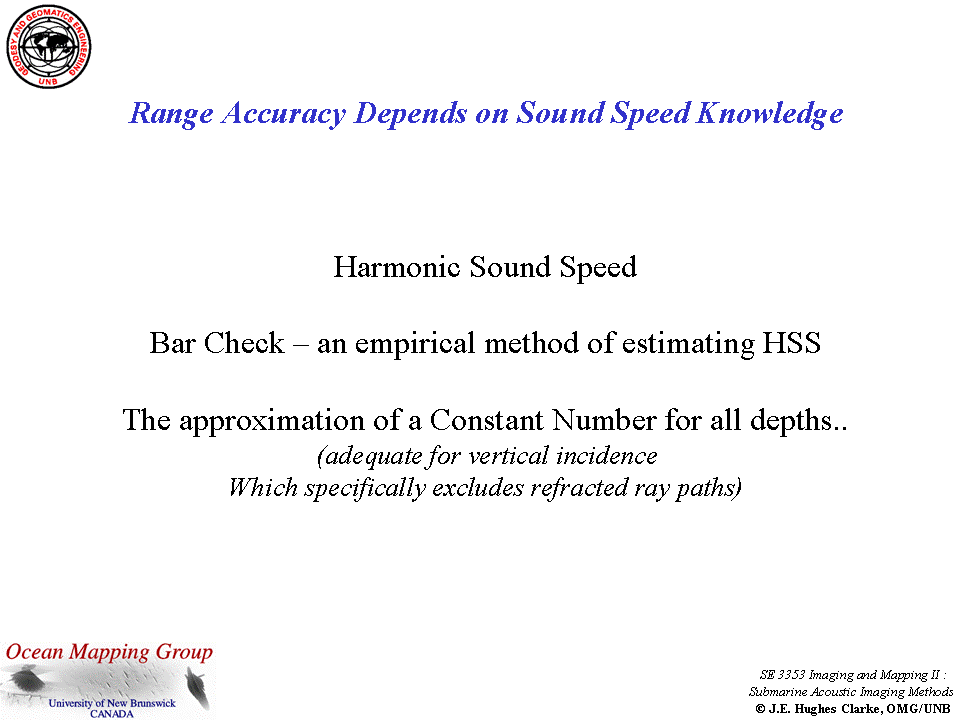 GEODESY AND GEOMATICS ENGINEERING
UNB
Range Accuracy Depends on Sound Speed Knowledge
Harmonic Sound Speed
Bar Check – an empirical method of estimating HSS
The approximation of a Constant Number for all depths..
(adequate for vertical incidence
Which specifically excludes refracted ray paths)
Ocean Mapping Group
University of New Brunswick
CANADA
SE 3353 Imaging and Mapping II :
Submarine Acoustic Imaging Methods
© J.E. Hughes Clarke, OMG/UNB